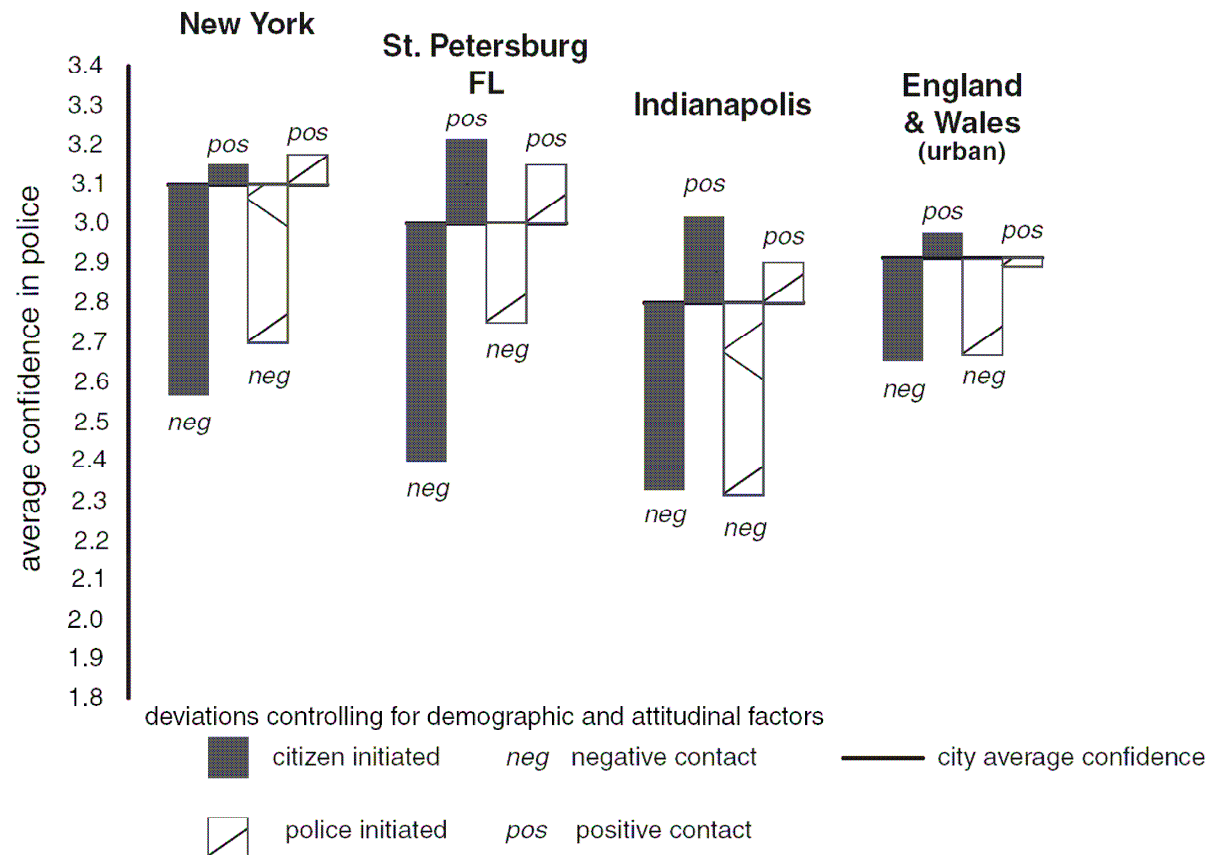 New York
St. Petersburg
FL
Indianapolis
England
& Wales
(urban)
average confidence in police
3.4
3.3
3.2
3.1
3.0
2.9
2.8
2.7
2.6
2.5
2.4
2.3
2.2
2.1
2.0
1.9
1.8
pos
pos
neg
neg
pos
pos
neg
neg
pos
pos
neg
neg
pos
pos
neg
neg
deviations controlling for demographic and attitudinal factors
citizen initiated
neg negative contact
city average confidence
police initiated
pos positive contact